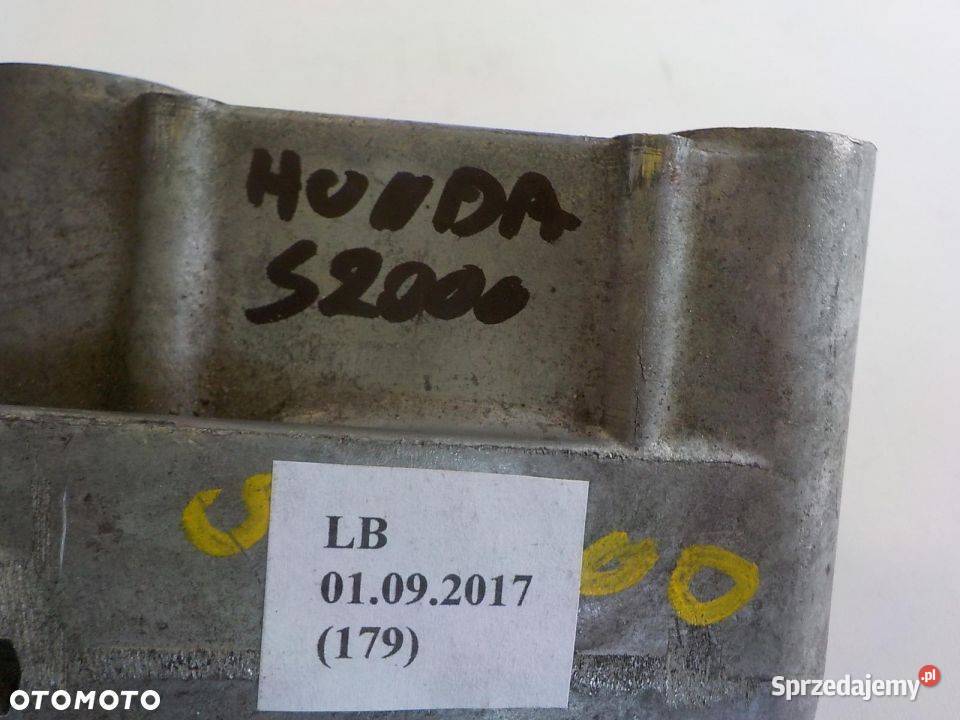 HONDA
S2000
LB
01.09.2017
(179)
OTOMOTO
Sprzedajemy.pl